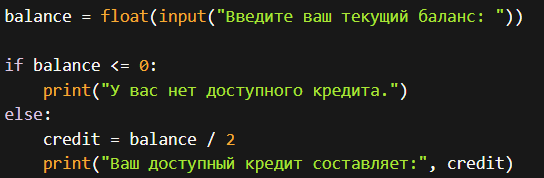 balance = float(input("Введите ваш текущий баланс: "))
if balance <= 0:
    print("У вас нет доступного кредита.")
else:
    credit = balance / 2
    print("Ваш доступный кредит составляет:", credit)